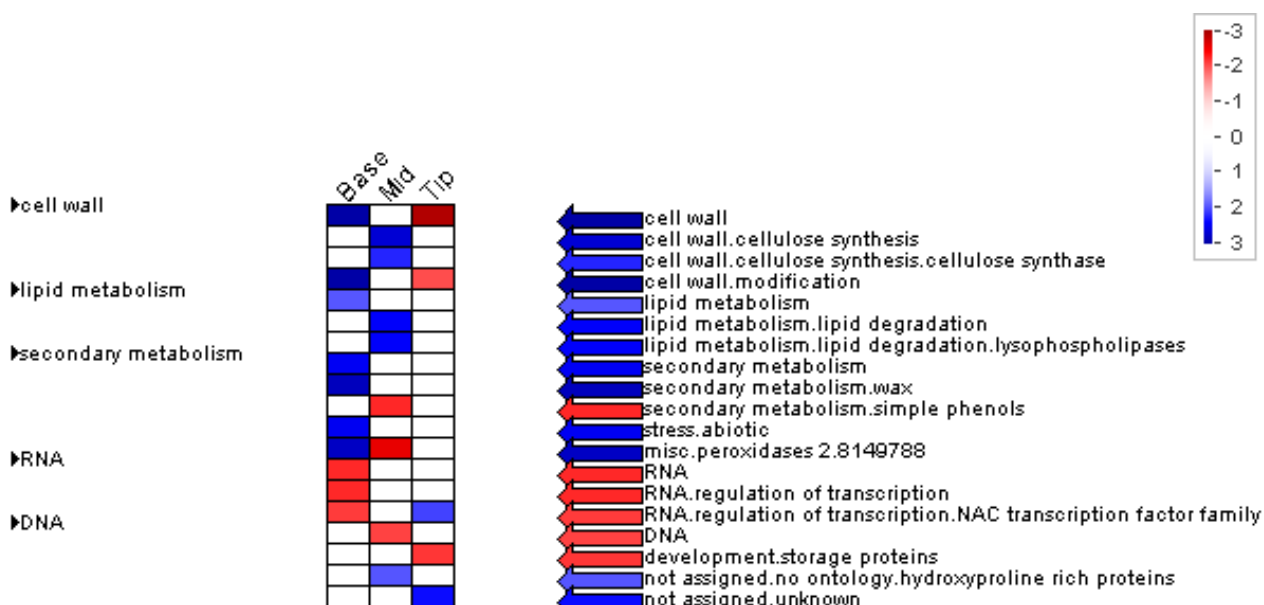 -3
-2
-1
0
1
2
3
Base Mid Tip
cell wall
lipid metabolism
secondary metabolism
RNA
DNA
cell wall
cell wall.cellulose synthesis
cell wall.cellulose synthesis.cellulose synthase
cell wall.modification
lipid metabolism
lipid metabolism.lipid degradation
lipid metabolism.lipid degradation.lysophospholipases
secondary metabolism
secondary metabolism.wax
secondary metabolism.simple phenols
stress.abiotic
misc.peroxidases 2.8149788
RNA
RNA.regulation of transcription
RNA.regulation of transcription.NAC transcription factor family
DNA
development.storage proteins
not assigned.no ontology.hydroxyproline rich proteins
not assigned.unknown